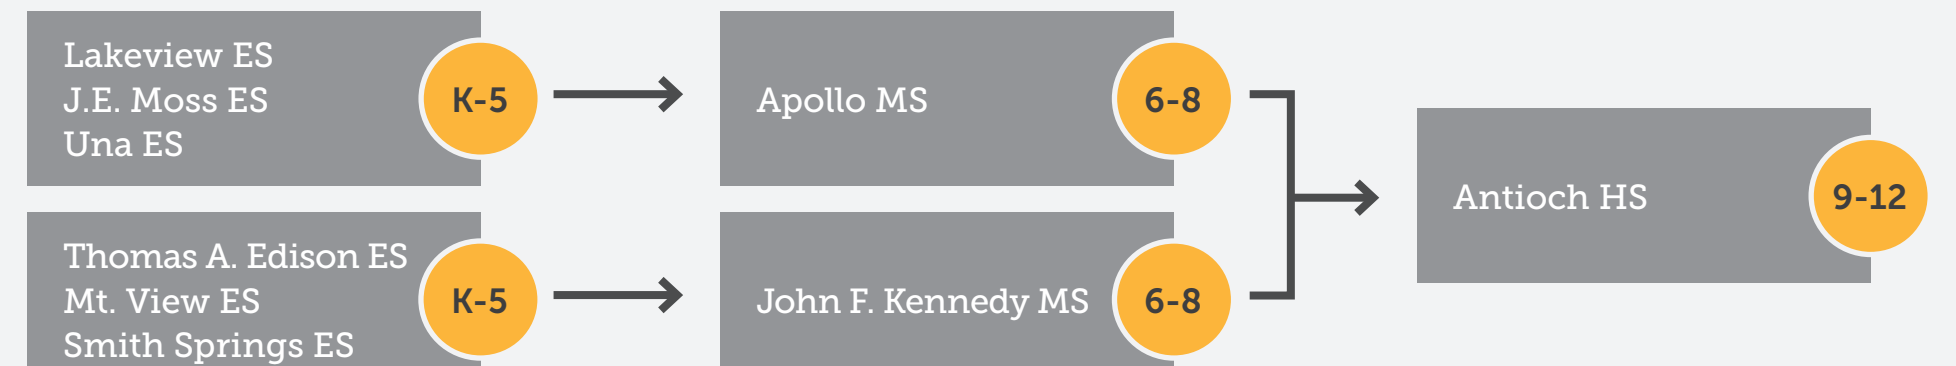 Lakeview ES
J.E. Moss ES
Una ES
K-5
Apollo MS
6-8
Thomas A. Edison ES
Mt. View ES
Smith Springs ES
K-5
John F. Kennedy MS
6-8
Antioch HS
9-12